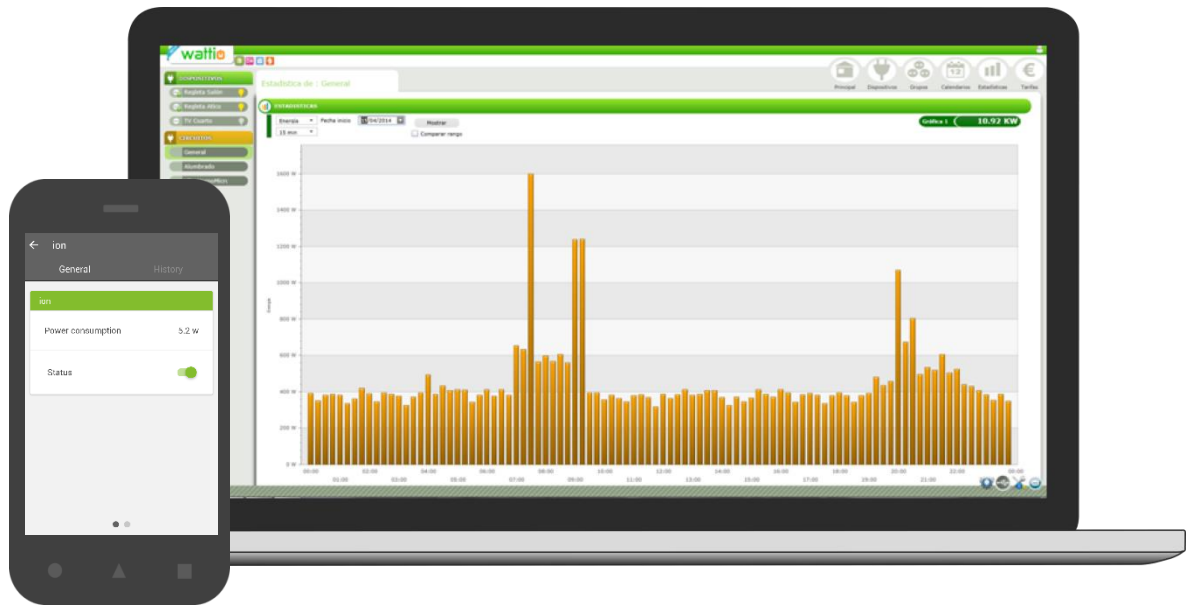 wattio
DISPOSITIVOS
Regleta Salón
Regleta Atico
TV Cuarto
CIRCUITOS
General
Alumbrado
Estadística de : General
Principal
Dispositivos
Grupos
Calendarios
Estadísticas
Tarifas
ESTADISTICAS
Energía
Fecha inicio
/04/2014
Mostrar
15 min
Comparar rango
Gráfica 1
10.92 KW
1600 W
1400 W
1200 W
1000 W
800 W
600 W
400 W
200 W
0 W
00:00 02:00 04:00 06:00 08:00 10:00 12:00 14:00 16:00 18:00 20:00 22:00 00:00
01:00 03:00 05:00 07:00 09:00 11:00 13:00 15:00 17:00 19:00 21:00
ion
General History
ion
Power consumption 5.2 w
Status